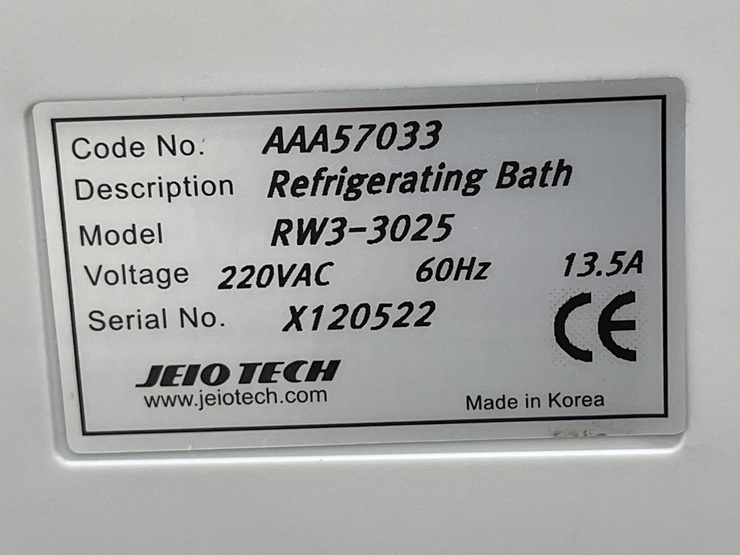 Code No. AAA57033
Description Refrigerating Bath
Model RW3-3025
Voltage 220VAC 60Hz 13.5A
Serial No. X120522
CE
JEIO TECH
www.jeiotech.com
Made in Korea